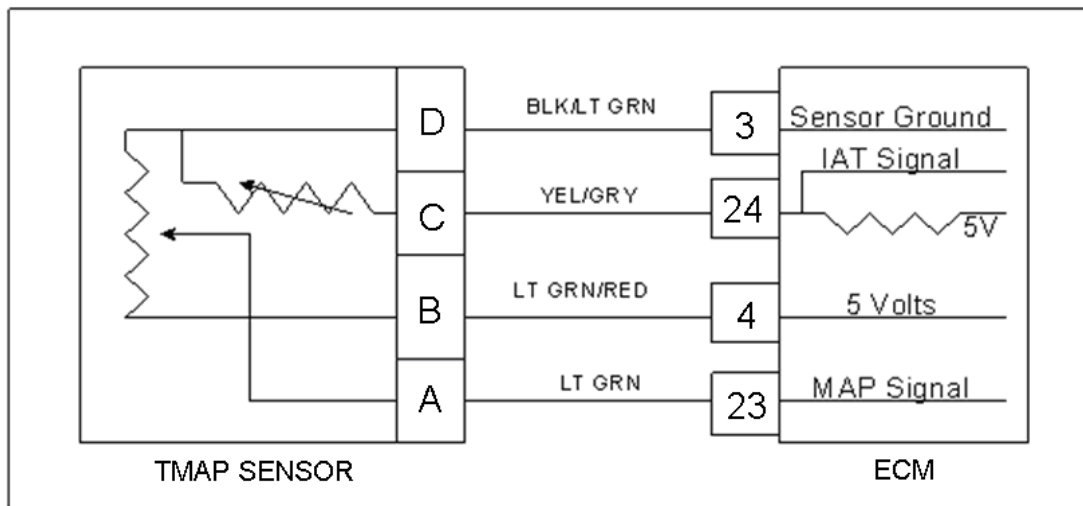 D BLK/LT GRN 3 Sensor Ground
IAT Signal
C YEL/GRY 24
5V
B LT GRN/RED 4 5 Volts
A LT GRN 23 MAP Signal
TMAP SENSOR ECM